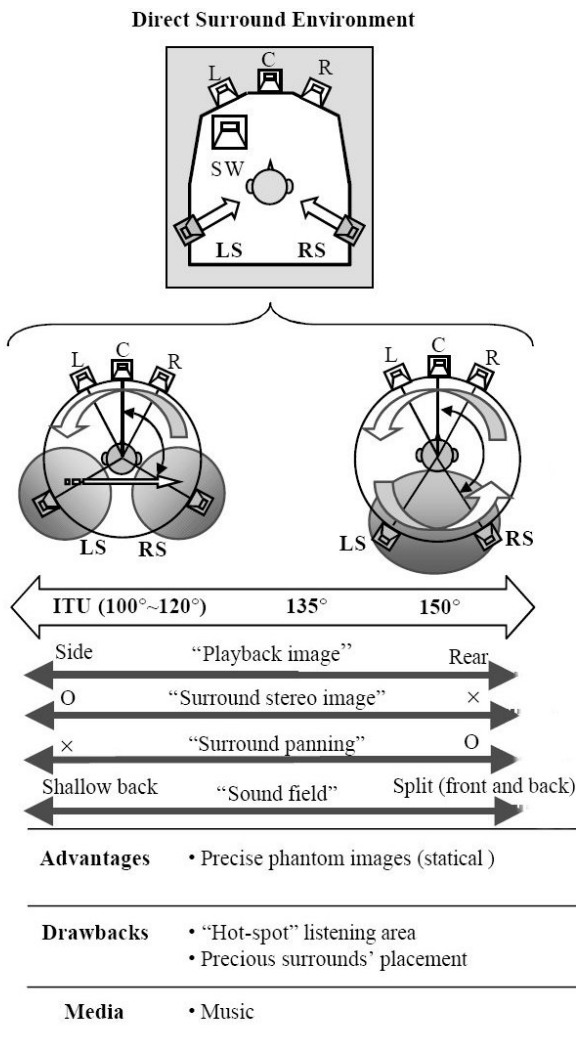 Direct Surround Environment
L C R
SW
LS RS
L C R
LS RS
L C R
LS RS
ITU (100°~120°) 135° 150°
Side “Playback image” Rear
O “Surround stereo image” ×
× “Surround panning” O
Shallow back “Sound field” Split (front and back)
Advantages • Precise phantom images (statical )
Drawbacks • “Hot-spot” listening area
• Precious surrounds’ placement
Media • Music